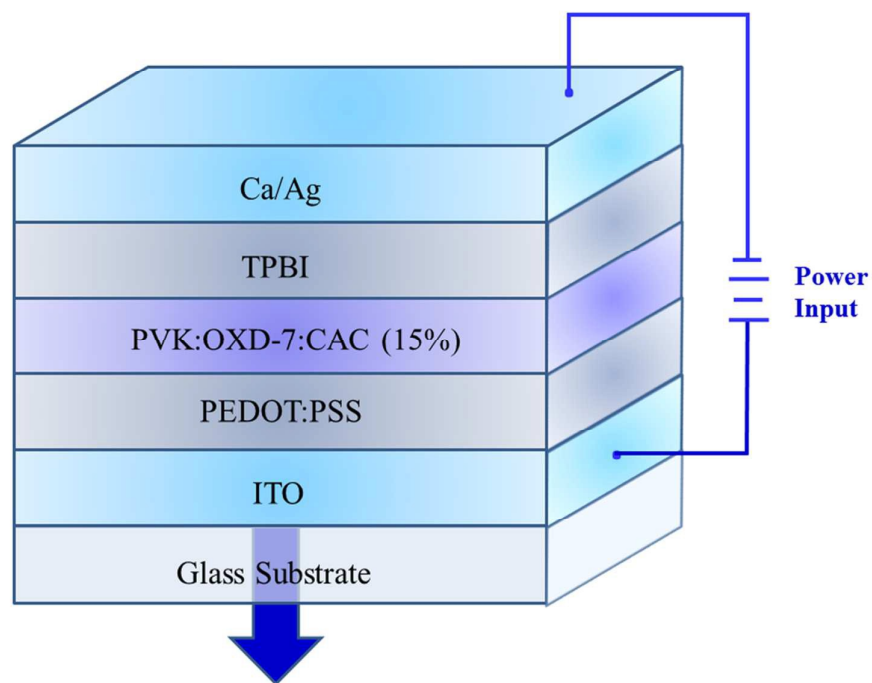 Ca/Ag
TPBI
PVK:OXD-7:CAC (15%)
PEDOT:PSS
ITO
Glass Substrate
Power
Input